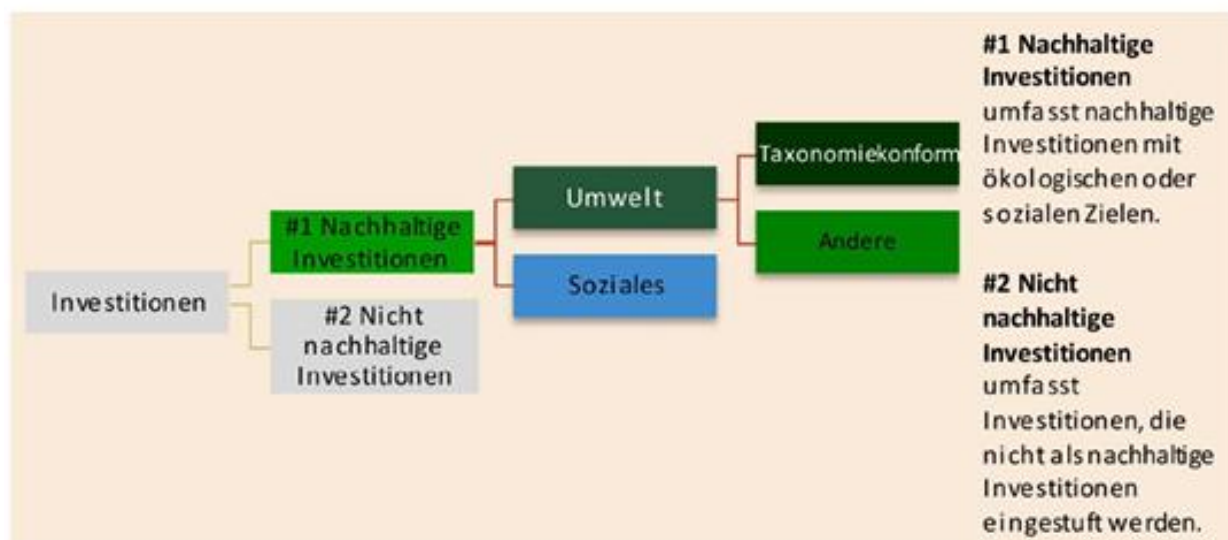 Investitionen
#1 Nachhaltige
Investitionen
#2 Nicht
nachhaltige
Investitionen
Umwelt
Soziales
Taxonomiekonform
Andere
#1 Nachhaltige
Investitionen
umfasst nachhaltige
Investitionen mit
ökologischen oder
sozialen Zielen.
#2 Nicht
nachhaltige
Investitionen
umfasst
Investitionen, die
nicht als nachhaltige
Investitionen
eingestuft werden.